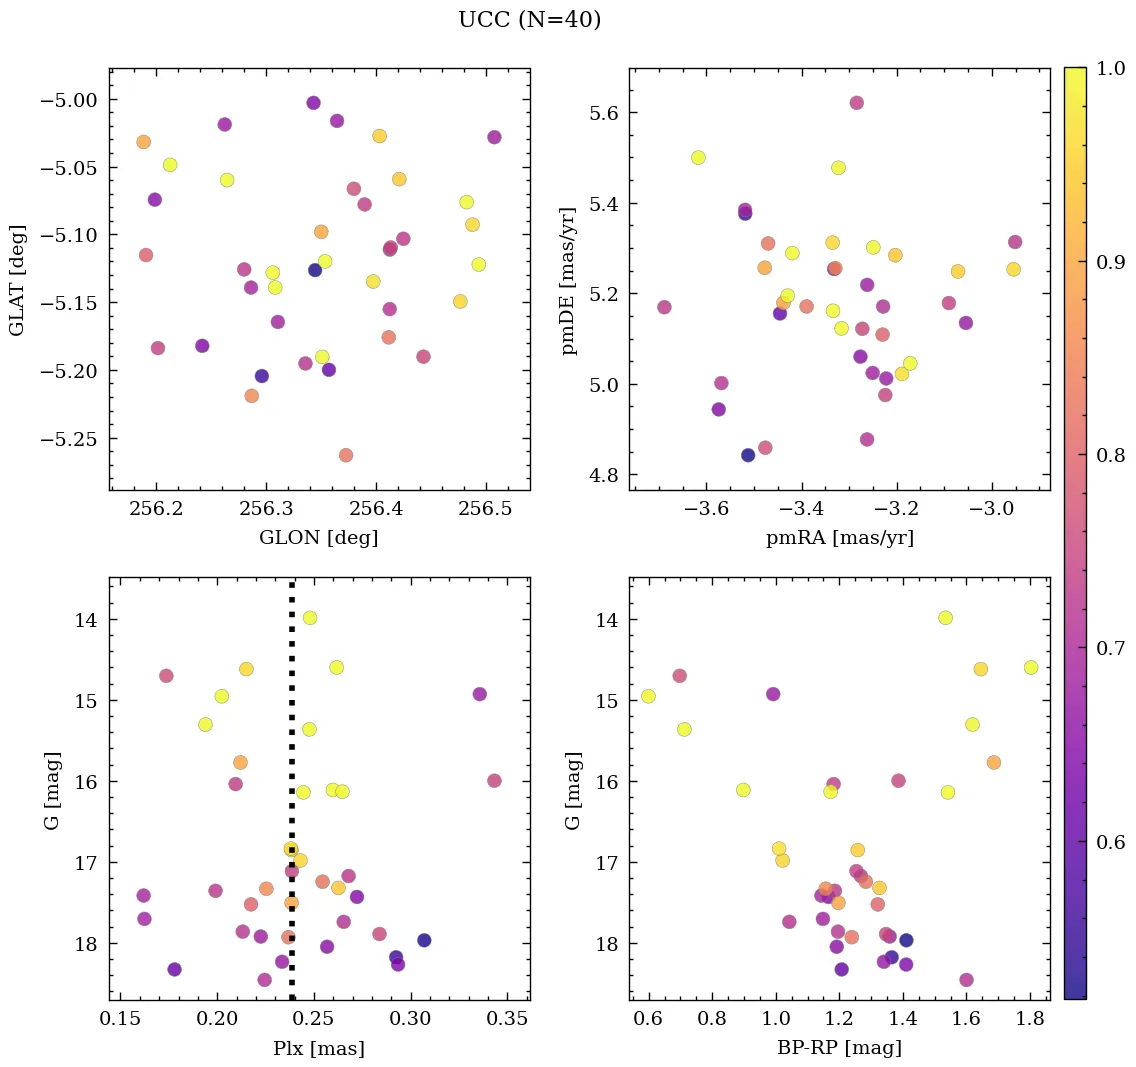 UCC (N=40)
−5.00
−5.05
−5.10
−5.15
−5.20
−5.25
GLAT [deg]
256.2 256.3 256.4 256.5
GLON [deg]
5.6
5.4
5.2
5.0
4.8
pmDE [mas/yr]
−3.6 −3.4 −3.2 −3.0
pmRA [mas/yr]
14
15
16
17
18
G [mag]
0.15 0.20 0.25 0.30 0.35
Plx [mas]
14
15
16
17
18
G [mag]
0.6 0.8 1.0 1.2 1.4 1.6 1.8
BP-RP [mag]
1.0
0.9
0.8
0.7
0.6